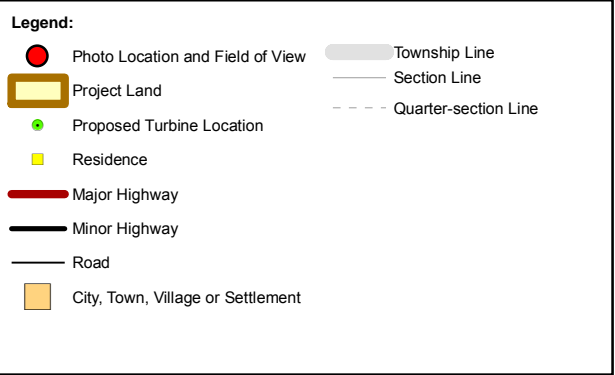 Legend:
Photo Location and Field of View
Project Land
Proposed Turbine Location
Residence
Major Highway
Minor Highway
Road
City, Town, Village or Settlement
Township Line
Section Line
Quarter-section Line